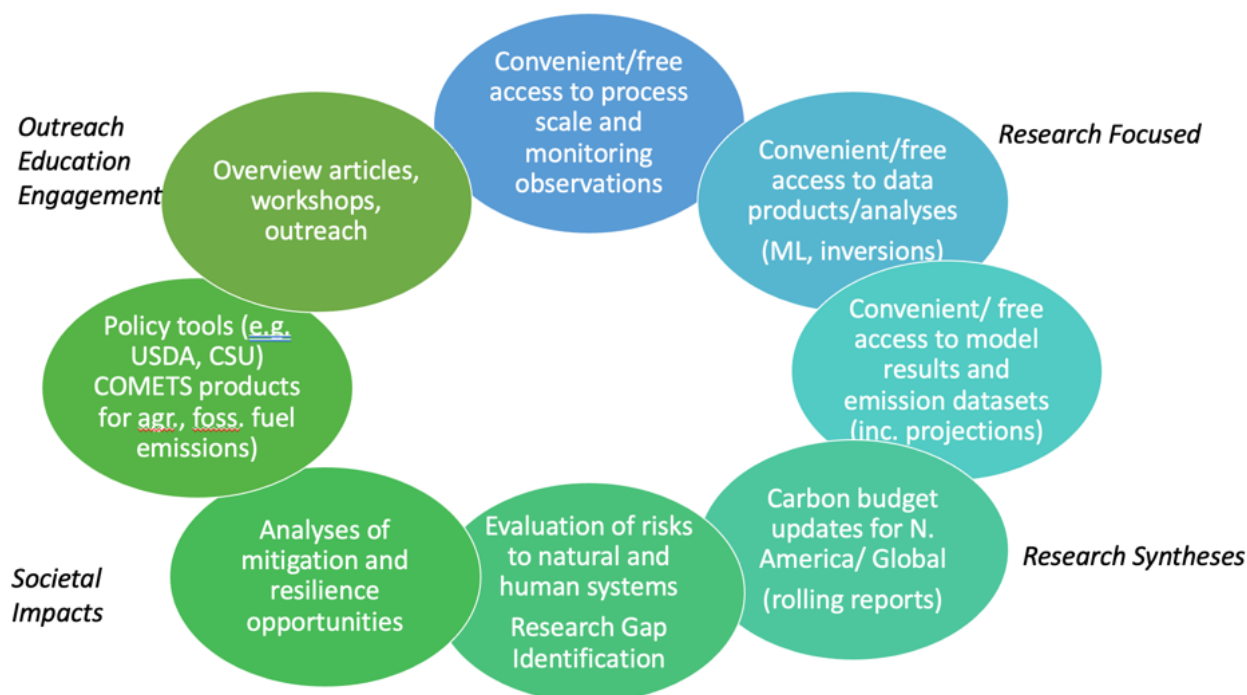 Convenient/free
access to process
scale and
monitoring
observations
Research Focused
Convenient/free
access to data
products/analyses
(ML, inversions)
Convenient/ free
access to model
results and
emission datasets
(inc. projections)
Carbon budget
updates for N.
America/ Global
(rolling reports)
Research Syntheses
Evaluation of risks
to natural and
human systems
Research Gap
Identification
Analyses of
mitigation and
resilience
opportunities
Societal
Impacts
Policy tools (e.g.
USDA, CSU)
COMETS products
for agr., foss. fuel
emissions)
Overview articles,
workshops,
outreach
Outreach
Education
Engagement